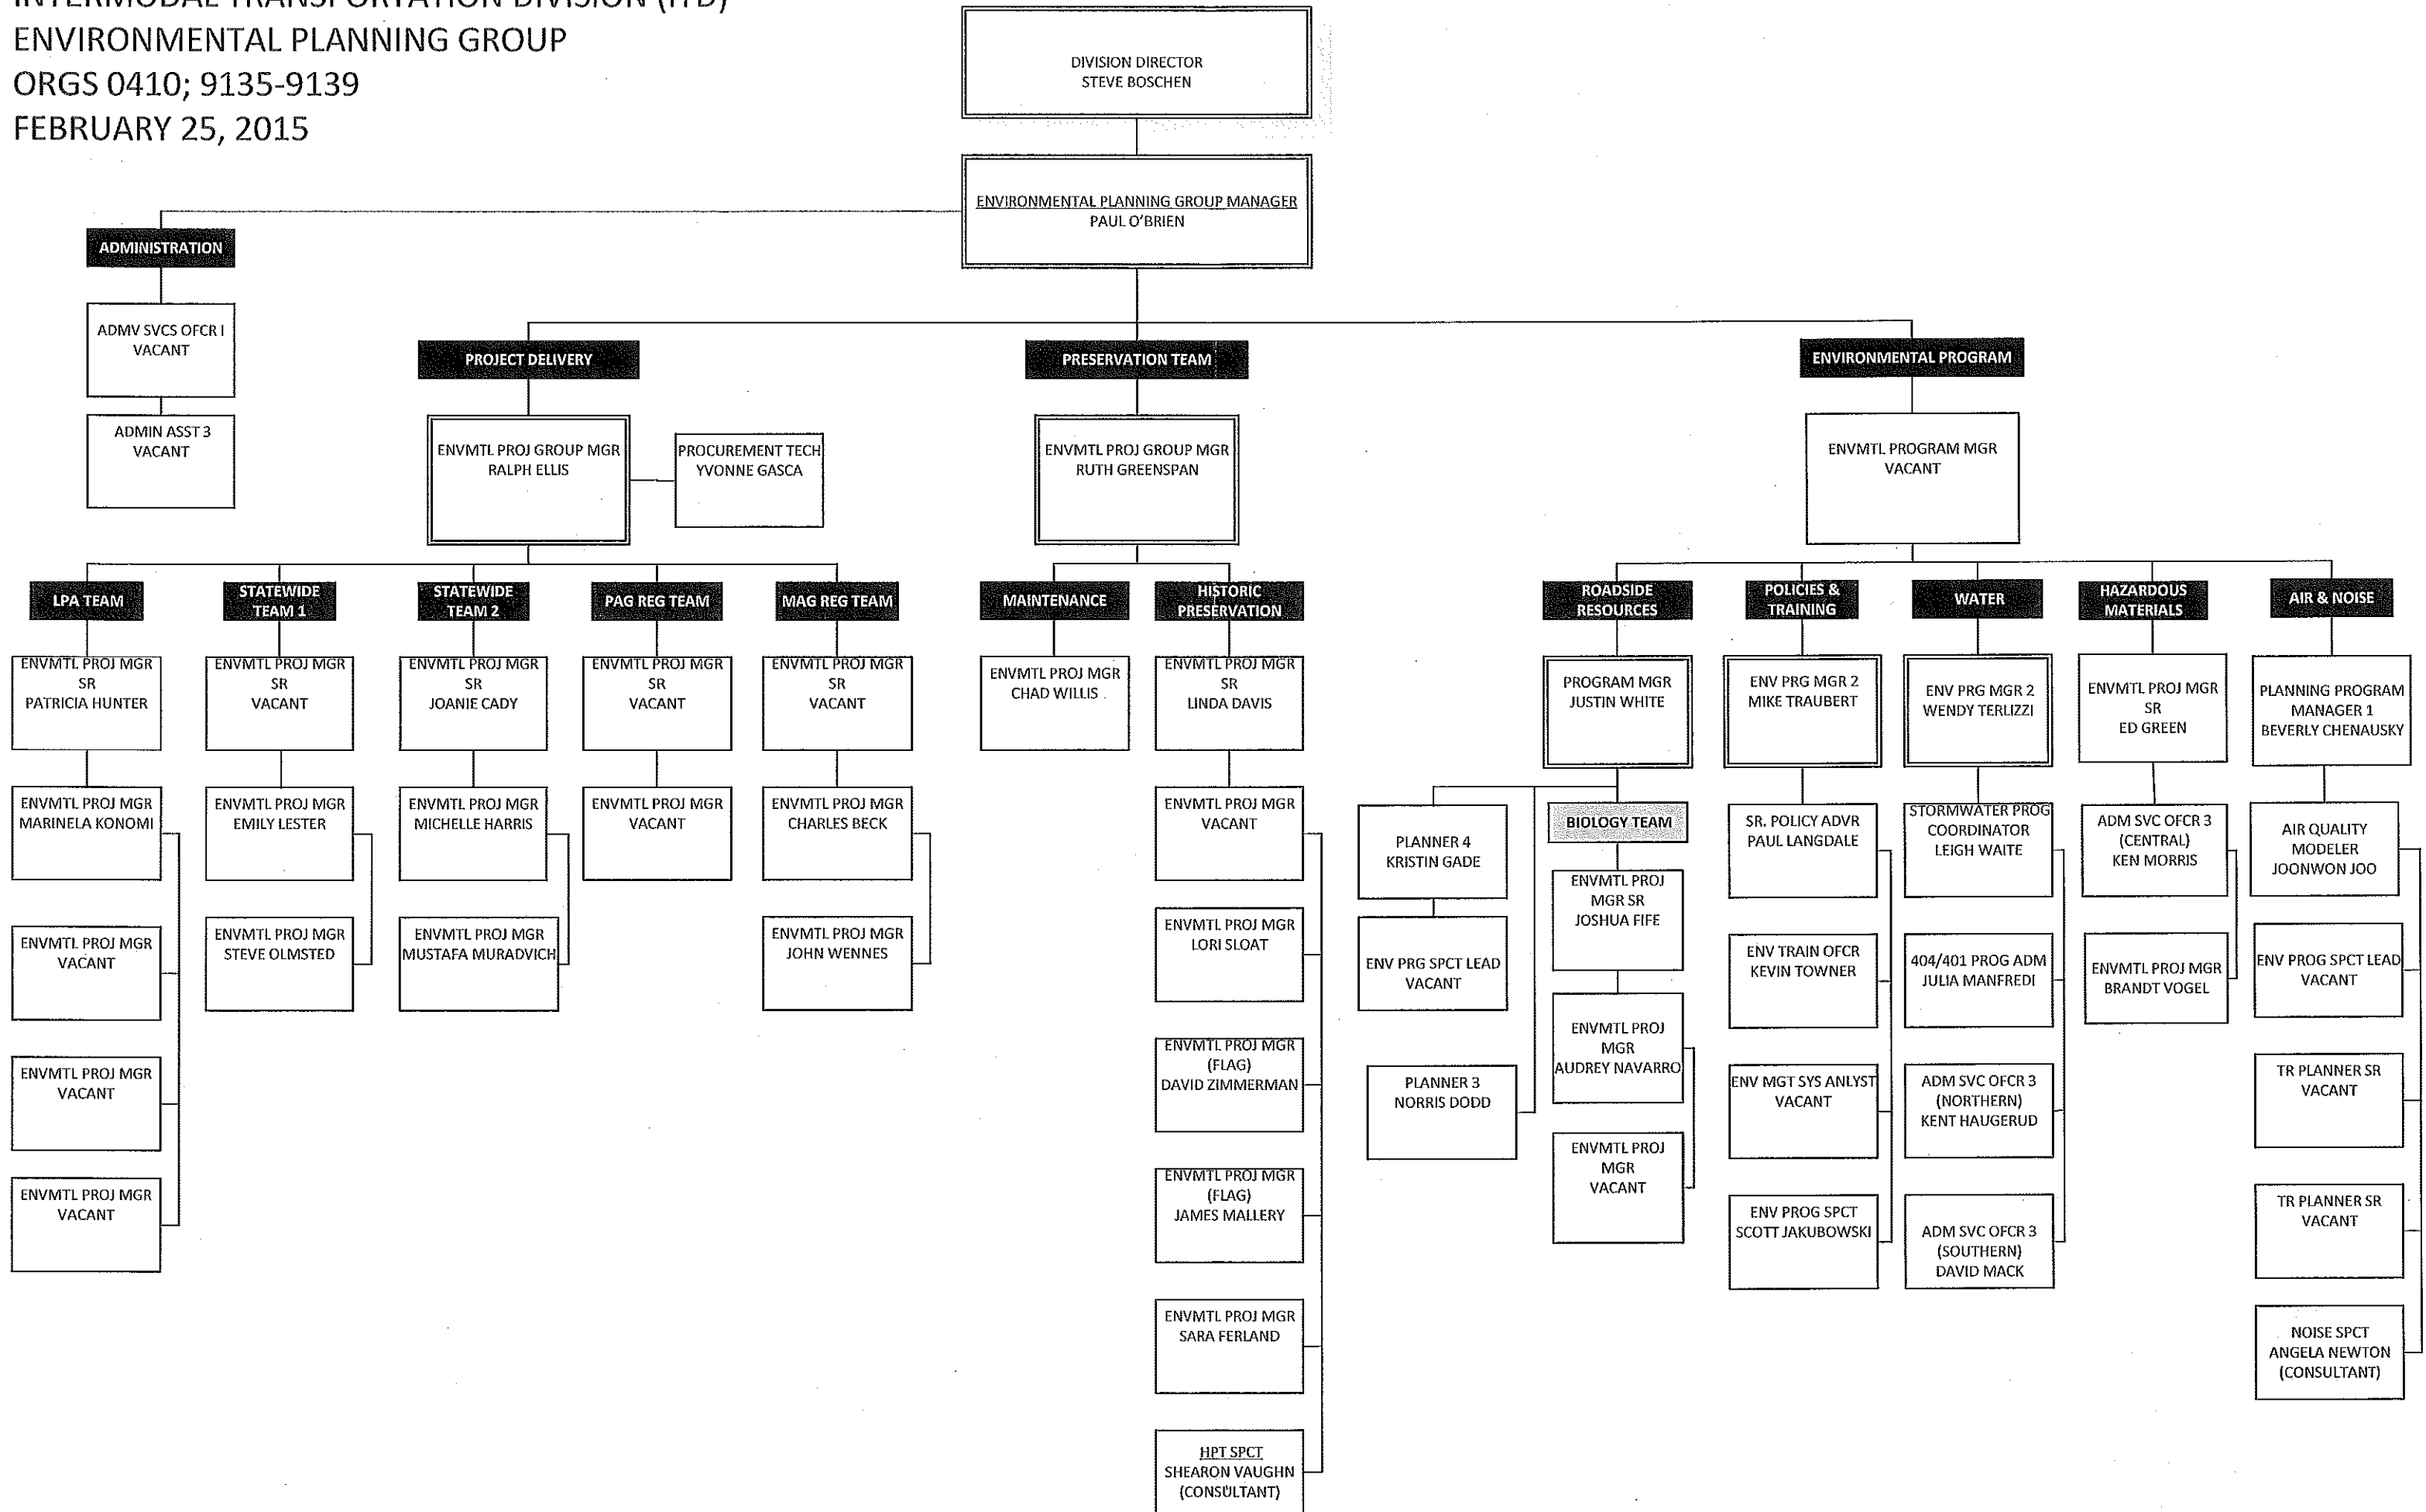 INTERMODAL TRANSPORTATION DIVISION (ITD)
ENVIRONMENTAL PLANNING GROUP
ORGS 0410; 9135-9139
FEBRUARY 25, 2015
DIVISION DIRECTOR
STEVE BOSCHEN
ENVIRONMENTAL PLANNING GROUP MANAGER
PAUL O'BRIEN
ADMINISTRATION
ADMV SVCS OFCR I
VACANT
ADMIN ASST 3
VACANT
PROJECT DELIVERY
ENVMTL PROJ GROUP MGR
RALPH ELLIS
PROCUREMENT TECH
YVONNE GASCA
LPA TEAM
ENVMTL PROJ MGR
SR
PATRICIA HUNTER
ENVMTL PROJ MGR
MARINELA KONOMI
ENVMTL PROJ MGR
VACANT
ENVMTL PROJ MGR
VACANT
ENVMTL PROJ MGR
VACANT
STATEWIDE
TEAM 1
ENVMTL PROJ MGR
SR
VACANT
ENVMTL PROJ MGR
EMILY LESTER
ENVMTL PROJ MGR
STEVE OLMSTED
STATEWIDE
TEAM 2
ENVMTL PROJ MGR
SR
JOANIE CADY
ENVMTL PROJ MGR
MICHELLE HARRIS
ENVMTL PROJ MGR
MUSTAFA MURADVICH
PAG REG TEAM
ENVMTL PROJ MGR
SR
VACANT
ENVMTL PROJ MGR
VACANT
MAG REG TEAM
ENVMTL PROJ MGR
SR
VACANT
ENVMTL PROJ MGR
CHARLES BECK
ENVMTL PROJ MGR
JOHN WENNES
PRESERVATION TEAM
ENVMTL PROJ GROUP MGR
RUTH GREENSPAN
MAINTENANCE
ENVMTL PROJ MGR
CHAD WILLIS
HISTORIC
PRESERVATION
ENVMTL PROJ MGR
SR
LINDA DAVIS
ENVMTL PROJ MGR
VACANT
ENVMTL PROJ MGR
LORI SLOAT
ENVMTL PROJ MGR
(FLAG)
DAVID ZIMMERMAN
ENVMTL PROJ MGR
(FLAG)
JAMES MALLERY
ENVMTL PROJ MGR
SARA FERLAND
HPT SPCT
SHEARON VAUGHN
(CONSULTANT)
ENVIRONMENTAL PROGRAM
ENVMTL PROGRAM MGR
VACANT
ROADSIDE
RESOURCES
PROGRAM MGR
JUSTIN WHITE
PLANNER 4
KRISTIN GADE
ENV PRG SPCT LEAD
VACANT
PLANNER 3
NORRIS DODD
BIOLOGY TEAM
ENVMTL PROJ
MGR SR
JOSHUA FIFE
ENVMTL PROJ
MGR
AUDREY NAVARRO
ENVMTL PROJ
MGR
VACANT
POLICIES &
TRAINING
ENV PRG MGR 2
MIKE TRAUBERT
SR. POLICY ADVR
PAUL LANGDALE
ENV TRAIN OFCR
KEVIN TOWNER
ENV MGT SYS ANLYST
VACANT
ENV PROG SPCT
SCOTT JAKUBOWSKI
WATER
ENV PRG MGR 2
WENDY TERLIZZI
STORMWATER PROG
COORDINATOR
LEIGH WAITE
404/401 PROG ADM
JULIA MANFREDI
ADM SVC OFCR 3
(NORTHERN)
KENT HAUGERUD
ADM SVC OFCR 3
(SOUTHERN)
DAVID MACK
HAZARDOUS
MATERIALS
ENVMTL PROJ MGR
SR
ED GREEN
ADM SVC OFCR 3
(CENTRAL)
KEN MORRIS
ENVMTL PROJ MGR
BRANDT VOGEL
AIR & NOISE
PLANNING PROGRAM
MANAGER 1
BEVERLY CHENAUSKY
AIR QUALITY
MODELER
JOONWON JOO
ENV PROG SPCT LEAD
VACANT
TR PLANNER SR
VACANT
TR PLANNER SR
VACANT
NOISE SPCT
ANGELA NEWTON
(CONSULTANT)